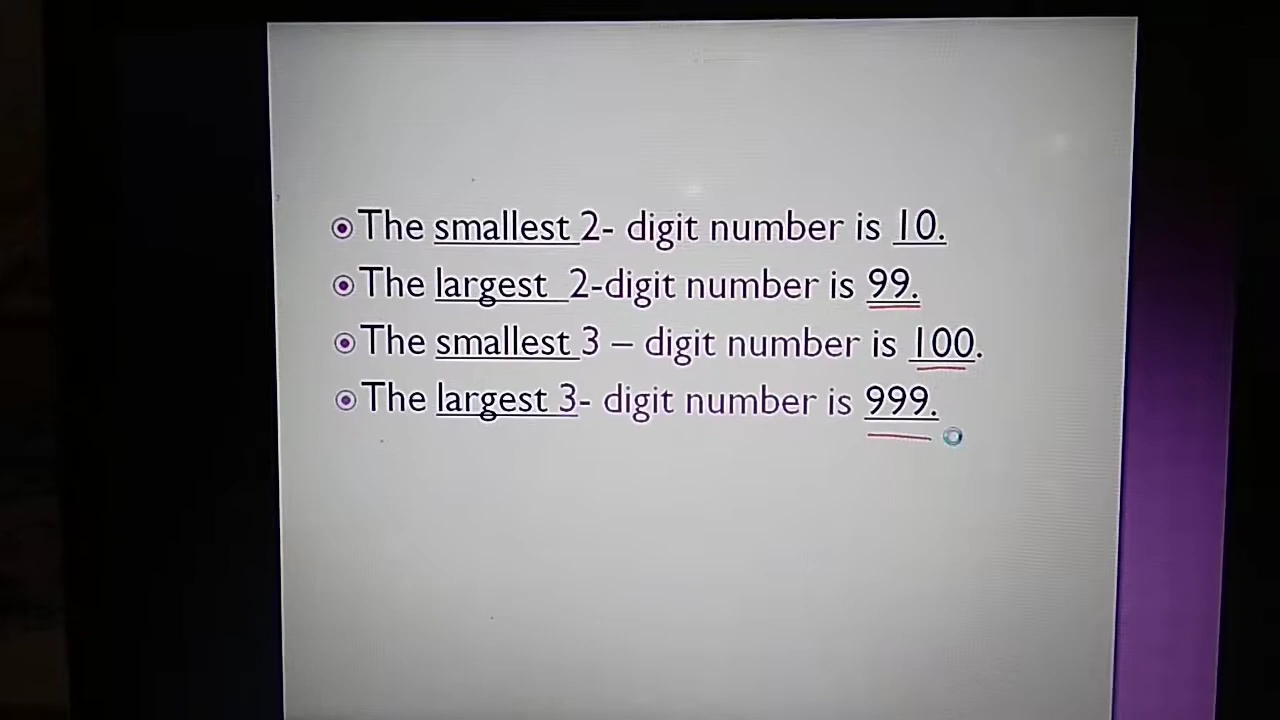 The smallest 2- digit number is 10.
The largest 2-digit number is 99.
The smallest 3 – digit number is 100.
The largest 3- digit number is 999.